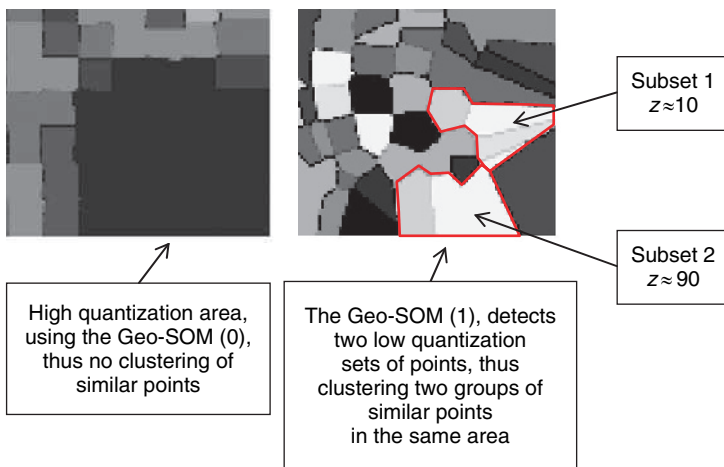 Subset 1
z≈10
Subset 2
z≈90
High quantization area,
using the Geo-SOM (0),
thus no clustering of
similar points
The Geo-SOM (1), detects
two low quantization
sets of points, thus
clustering two groups of
similar points
in the same area